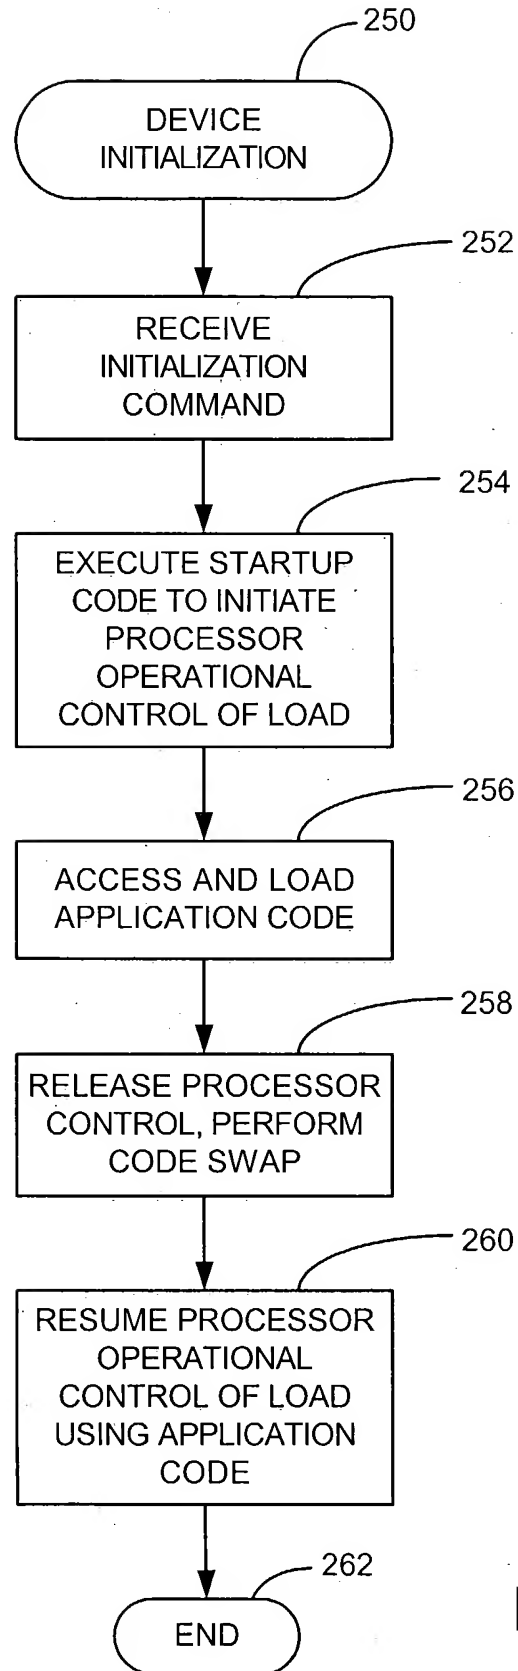 250
DEVICE
INITIALIZATION
252
RECEIVE
INITIALIZATION
COMMAND
254
EXECUTE STARTUP
CODE TO INITIATE
PROCESSOR
OPERATIONAL
CONTROL OF LOAD
256
ACCESS AND LOAD
APPLICATION CODE
258
RELEASE PROCESSOR
CONTROL, PERFORM
CODE SWAP
260
RESUME PROCESSOR
OPERATIONAL
CONTROL OF LOAD
USING APPLICATION
CODE
262
END